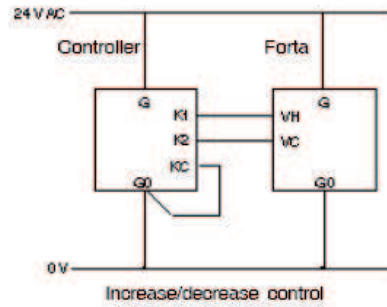 24 V AC
Controller Forta
G G
K1 VH
K2 VC
KC
G0 G0
0 V
Increase/decrease control